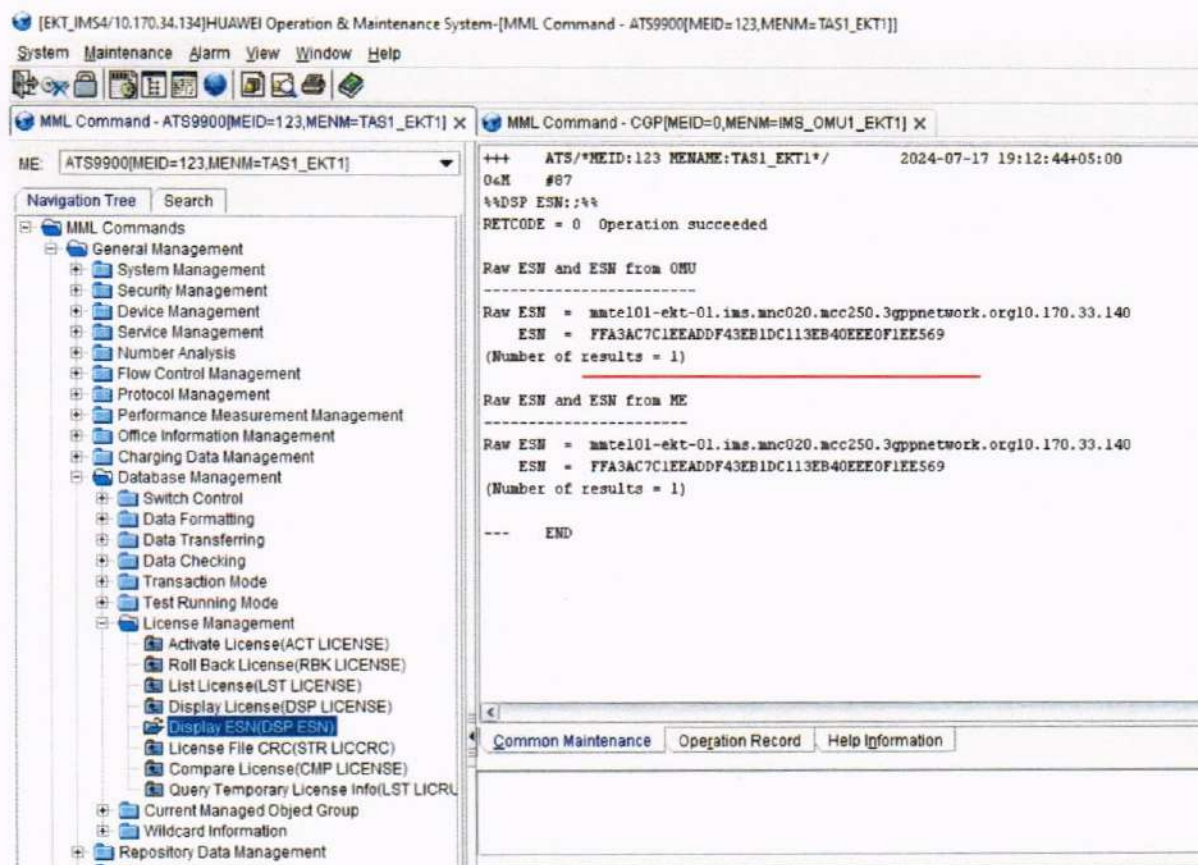 [EKT_IMS4/10.170.34.134]HUAWEI Operation & Maintenance System-[MML Command - ATS9900[MEID=123,MENM=TAS1_EKT1]]
System Maintenance Alarm View Window Help
MML Command - ATS9900[MEID=123,MENM=TAS1_EKT1] X
MML Command - CGP[MEID=0,MENM=IMS_OMU1_EKT1] X
ME: ATS9900[MEID=123,MENM=TAS1_EKT1]
Navigation Tree Search
MML Commands
General Management
System Management
Security Management
Device Management
Service Management
Number Analysis
Flow Control Management
Protocol Management
Performance Measurement Management
Office Information Management
Charging Data Management
Database Management
Switch Control
Data Formatting
Data Transferring
Data Checking
Transaction Mode
Test Running Mode
License Management
Activate License(ACT LICENSE)
Roll Back License(RBK LICENSE)
List License(LST LICENSE)
Display License(DSP LICENSE)
Display ESN(DSP ESN)
License File CRC(STR LICCRC)
Compare License(CMP LICENSE)
Query Temporary License Info(LST LICRU
Current Managed Object Group
Wildcard Information
Repository Data Management
+++ ATS/*MEID:123 MENAME:TAS1_EKT1*/ 2024-07-17 19:12:44+05:00
O&M #87
%%DSP ESN:;%%
RETCODE = 0 Operation succeeded
Raw ESN and ESN from OMU
------------------------
Raw ESN = mmtel01-ekt-01.ims.mnc020.mcc250.3gppnetwork.org10.170.33.140
ESN = FFA3AC7C1EEADDF43EB1DC113EB40EEE0F1EE569
(Number of results = 1)
Raw ESN and ESN from ME
-----------------------
Raw ESN = mmtel01-ekt-01.ims.mnc020.mcc250.3gppnetwork.org10.170.33.140
ESN = FFA3AC7C1EEADDF43EB1DC113EB40EEE0F1EE569
(Number of results = 1)
--- END
Common Maintenance Operation Record Help Information